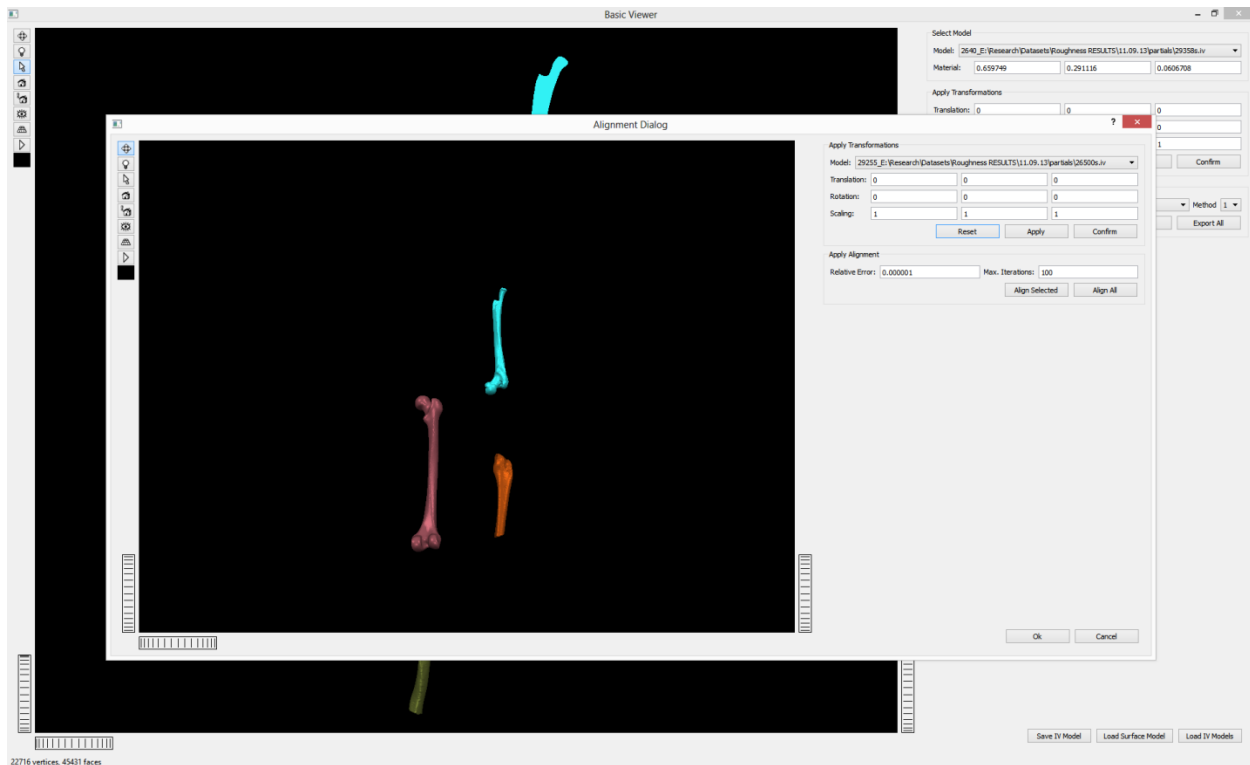 Basic Viewer
Select Model
Model: 2640_E:\Research\Datasets\Roughness RESULTS\11.09.13\partials\29358s.iv
Material: 0.659749 0.291116 0.0606708
Apply Transformations
Translation: 0 0 0
0
1
Confirm
Method 1
Export All
Alignment Dialog
?
Apply Transformations
Model: 29255_E:\Research\Datasets\Roughness RESULTS\11.09.13\partials\26500s.iv
Translation: 0 0 0
Rotation: 0 0 0
Scaling: 1 1 1
Reset Apply Confirm
Apply Alignment
Relative Error: 0.000001 Max. Iterations: 100
Align Selected Align All
Ok Cancel
Save IV Model Load Surface Model Load IV Models
22716 vertices, 45431 faces